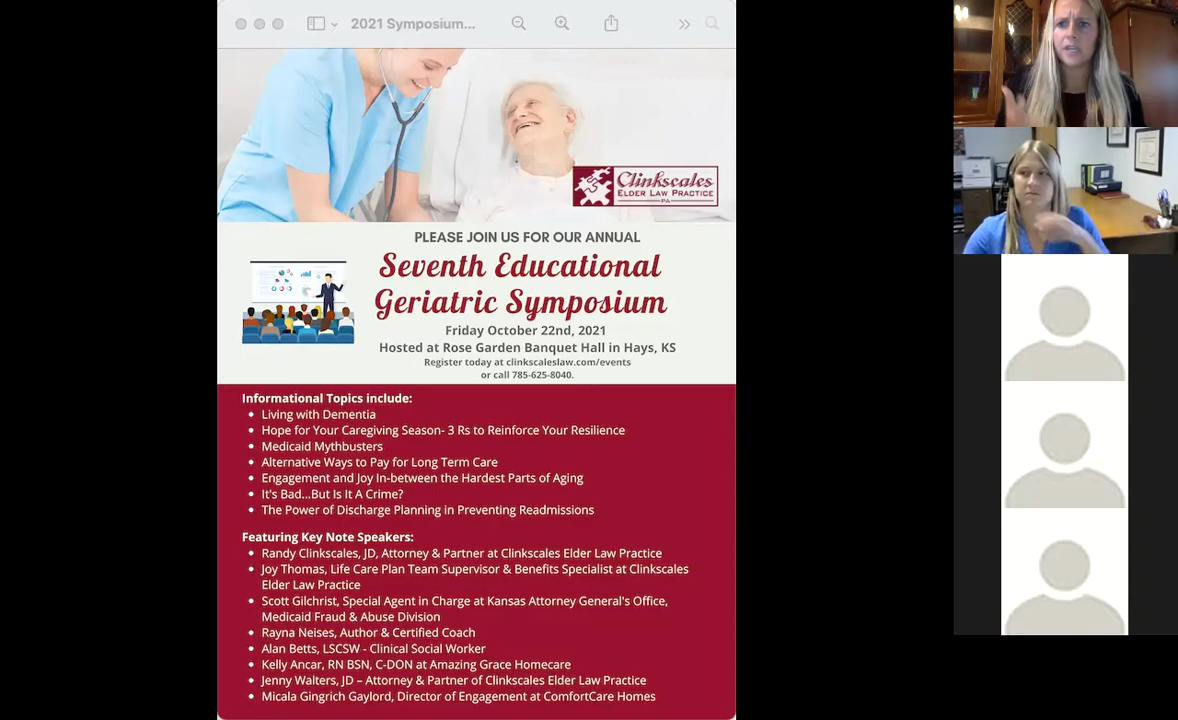 2021 Symposium...
Clinkscales
ELDER LAW PRACTICE
PA
PLEASE JOIN US FOR OUR ANNUAL
Seventh Educational
Geriatric Symposium
Friday October 22nd, 2021
Hosted at Rose Garden Banquet Hall in Hays, KS
Register today at clinkscaleslaw.com/events
or call 785-625-8040.
Informational Topics include:
• Living with Dementia
• Hope for Your Caregiving Season- 3 Rs to Reinforce Your Resilience
• Medicaid Mythbusters
• Alternative Ways to Pay for Long Term Care
• Engagement and Joy In-between the Hardest Parts of Aging
• It's Bad...But Is It A Crime?
• The Power of Discharge Planning in Preventing Readmissions
Featuring Key Note Speakers:
• Randy Clinkscales, JD, Attorney & Partner at Clinkscales Elder Law Practice
• Joy Thomas, Life Care Plan Team Supervisor & Benefits Specialist at Clinkscales
Elder Law Practice
• Scott Gilchrist, Special Agent in Charge at Kansas Attorney General's Office,
Medicaid Fraud & Abuse Division
• Rayna Neises, Author & Certified Coach
• Alan Betts, LSCSW - Clinical Social Worker
• Kelly Ancar, RN BSN, C-DON at Amazing Grace Homecare
• Jenny Walters, JD – Attorney & Partner of Clinkscales Elder Law Practice
• Micala Gingrich Gaylord, Director of Engagement at ComfortCare Homes